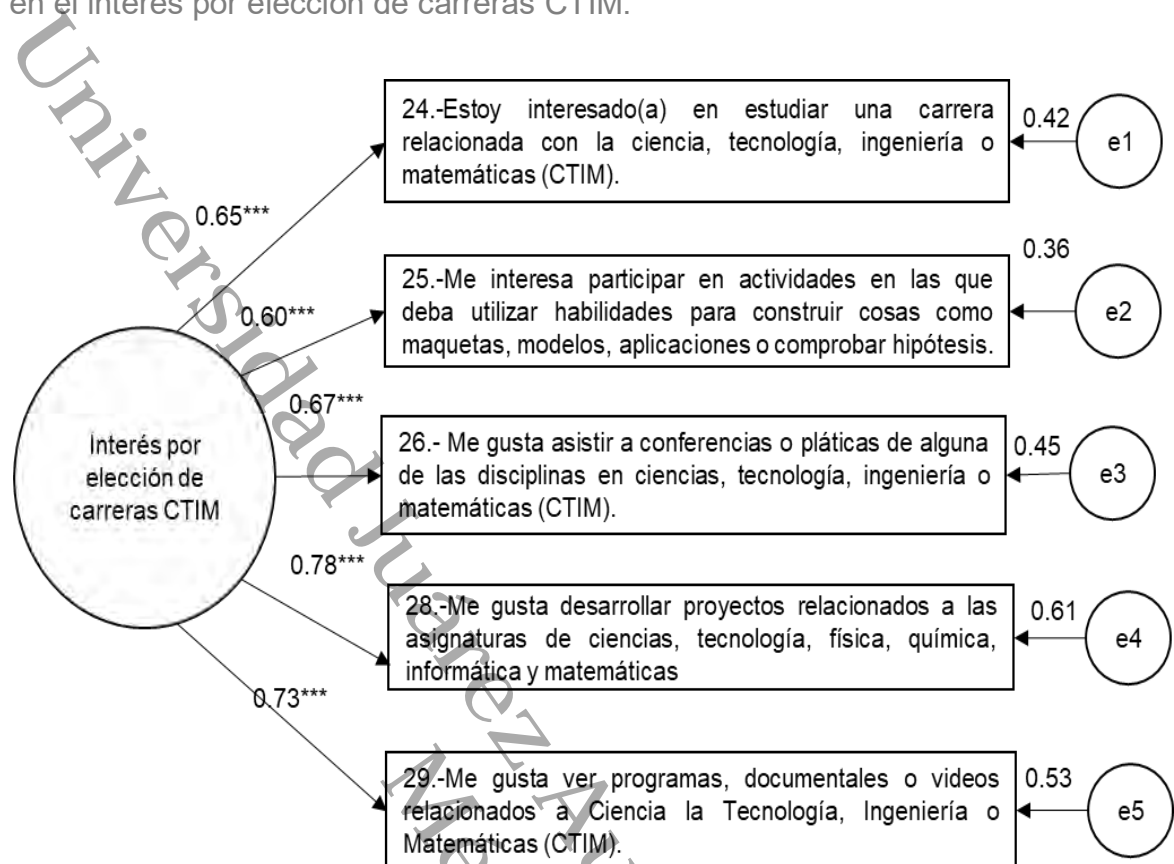 en el interés por elección de carreras CTIM.
24.-Estoy interesado(a) en estudiar una carrera
relacionada con la ciencia, tecnología, ingeniería o
matemáticas (CTIM).
0.42
e1
0.65***
25.-Me interesa participar en actividades en las que
deba utilizar habilidades para construir cosas como
maquetas, modelos, aplicaciones o comprobar hipótesis.
0.36
e2
0.60***
0.67***
Interés por
elección de
carreras CTIM
26.- Me gusta asistir a conferencias o pláticas de alguna
de las disciplinas en ciencias, tecnología, ingeniería o
matemáticas (CTIM).
0.45
e3
0.78***
28.-Me gusta desarrollar proyectos relacionados a las
asignaturas de ciencias, tecnología, física, química,
informática y matemáticas
0.61
e4
0.73***
29.-Me gusta ver programas, documentales o videos
relacionados a Ciencia la Tecnología, Ingeniería o
Matemáticas (CTIM).
0.53
e5
Universidad Juárez